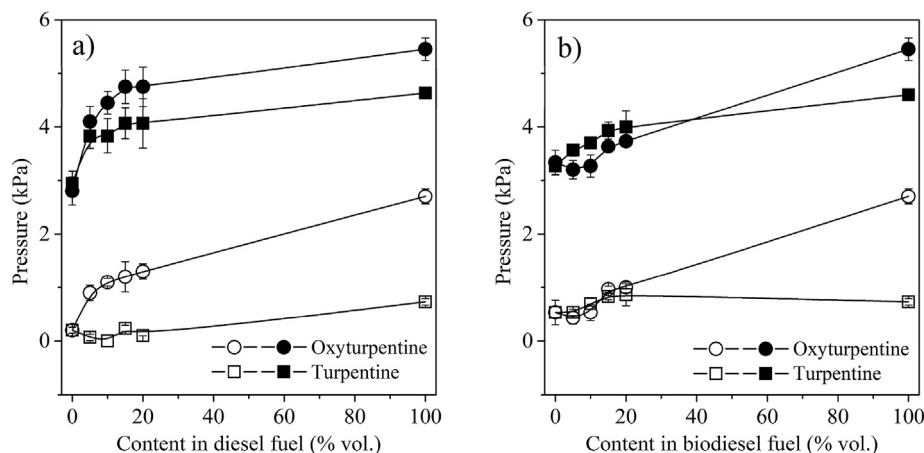 a)
Pressure (kPa)
6
4
2
0
Oxyturpentine
Turpentine
0
20
40
60
80
100
Content in diesel fuel (% vol.)
b)
Pressure (kPa)
6
4
2
0
Oxyturpentine
Turpentine
0
20
40
60
80
100
Content in biodiesel fuel (% vol.)